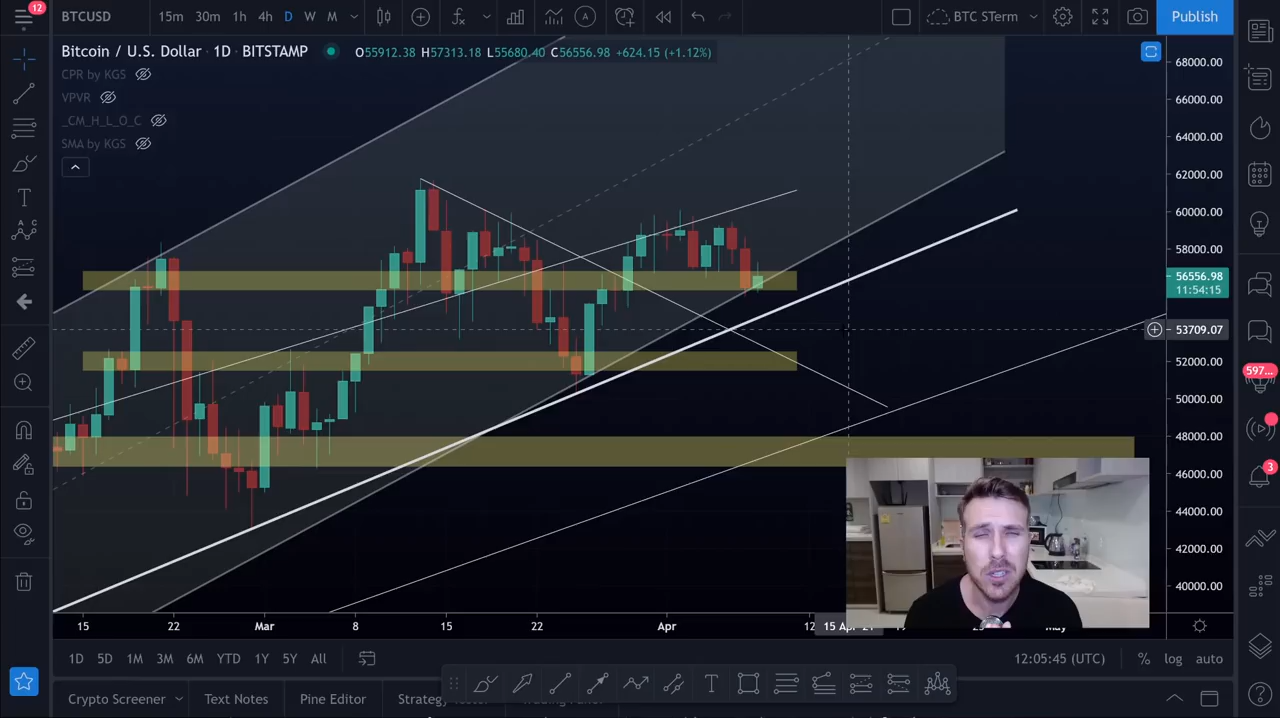 12
BTCUSD 15m 30m 1h 4h D W M BTC STerm Publish
Bitcoin / U.S. Dollar · 1D · BITSTAMP O55912.38 H57313.18 L55680.40 C56556.98 +624.15 (+1.12%)
CPR by KGS
VPVR
_CM_H_L_O_C
SMA by KGS
68000.00
66000.00
64000.00
62000.00
60000.00
58000.00
56556.98
11:54:15
53709.07
52000.00
50000.00
48000.00
46000.00
44000.00
42000.00
40000.00
597...
3
15 22 Mar 8 15 22 Apr 12 15 Apr
1D 5D 1M 3M 6M YTD 1Y 5Y All 12:05:45 (UTC) % log auto
Crypto Screener Text Notes Pine Editor